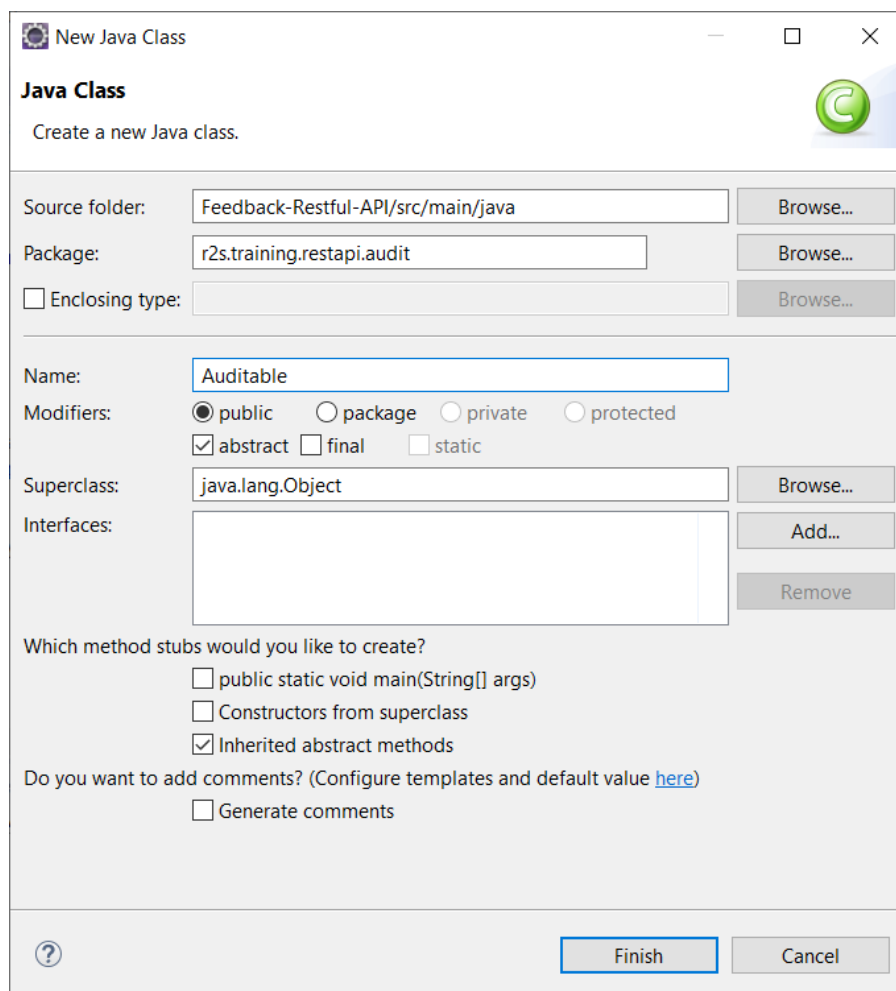 New Java Class
Java Class
Create a new Java class.
Source folder: Feedback-Restful-API/src/main/java Browse...
Package: r2s.training.restapi.audit Browse...
Enclosing type: Browse...
Name: Auditable
Modifiers: public package private protected
abstract final static
Superclass: java.lang.Object Browse...
Interfaces: Add...
Remove
Which method stubs would you like to create?
public static void main(String[] args)
Constructors from superclass
Inherited abstract methods
Do you want to add comments? (Configure templates and default value here)
Generate comments
? Finish Cancel